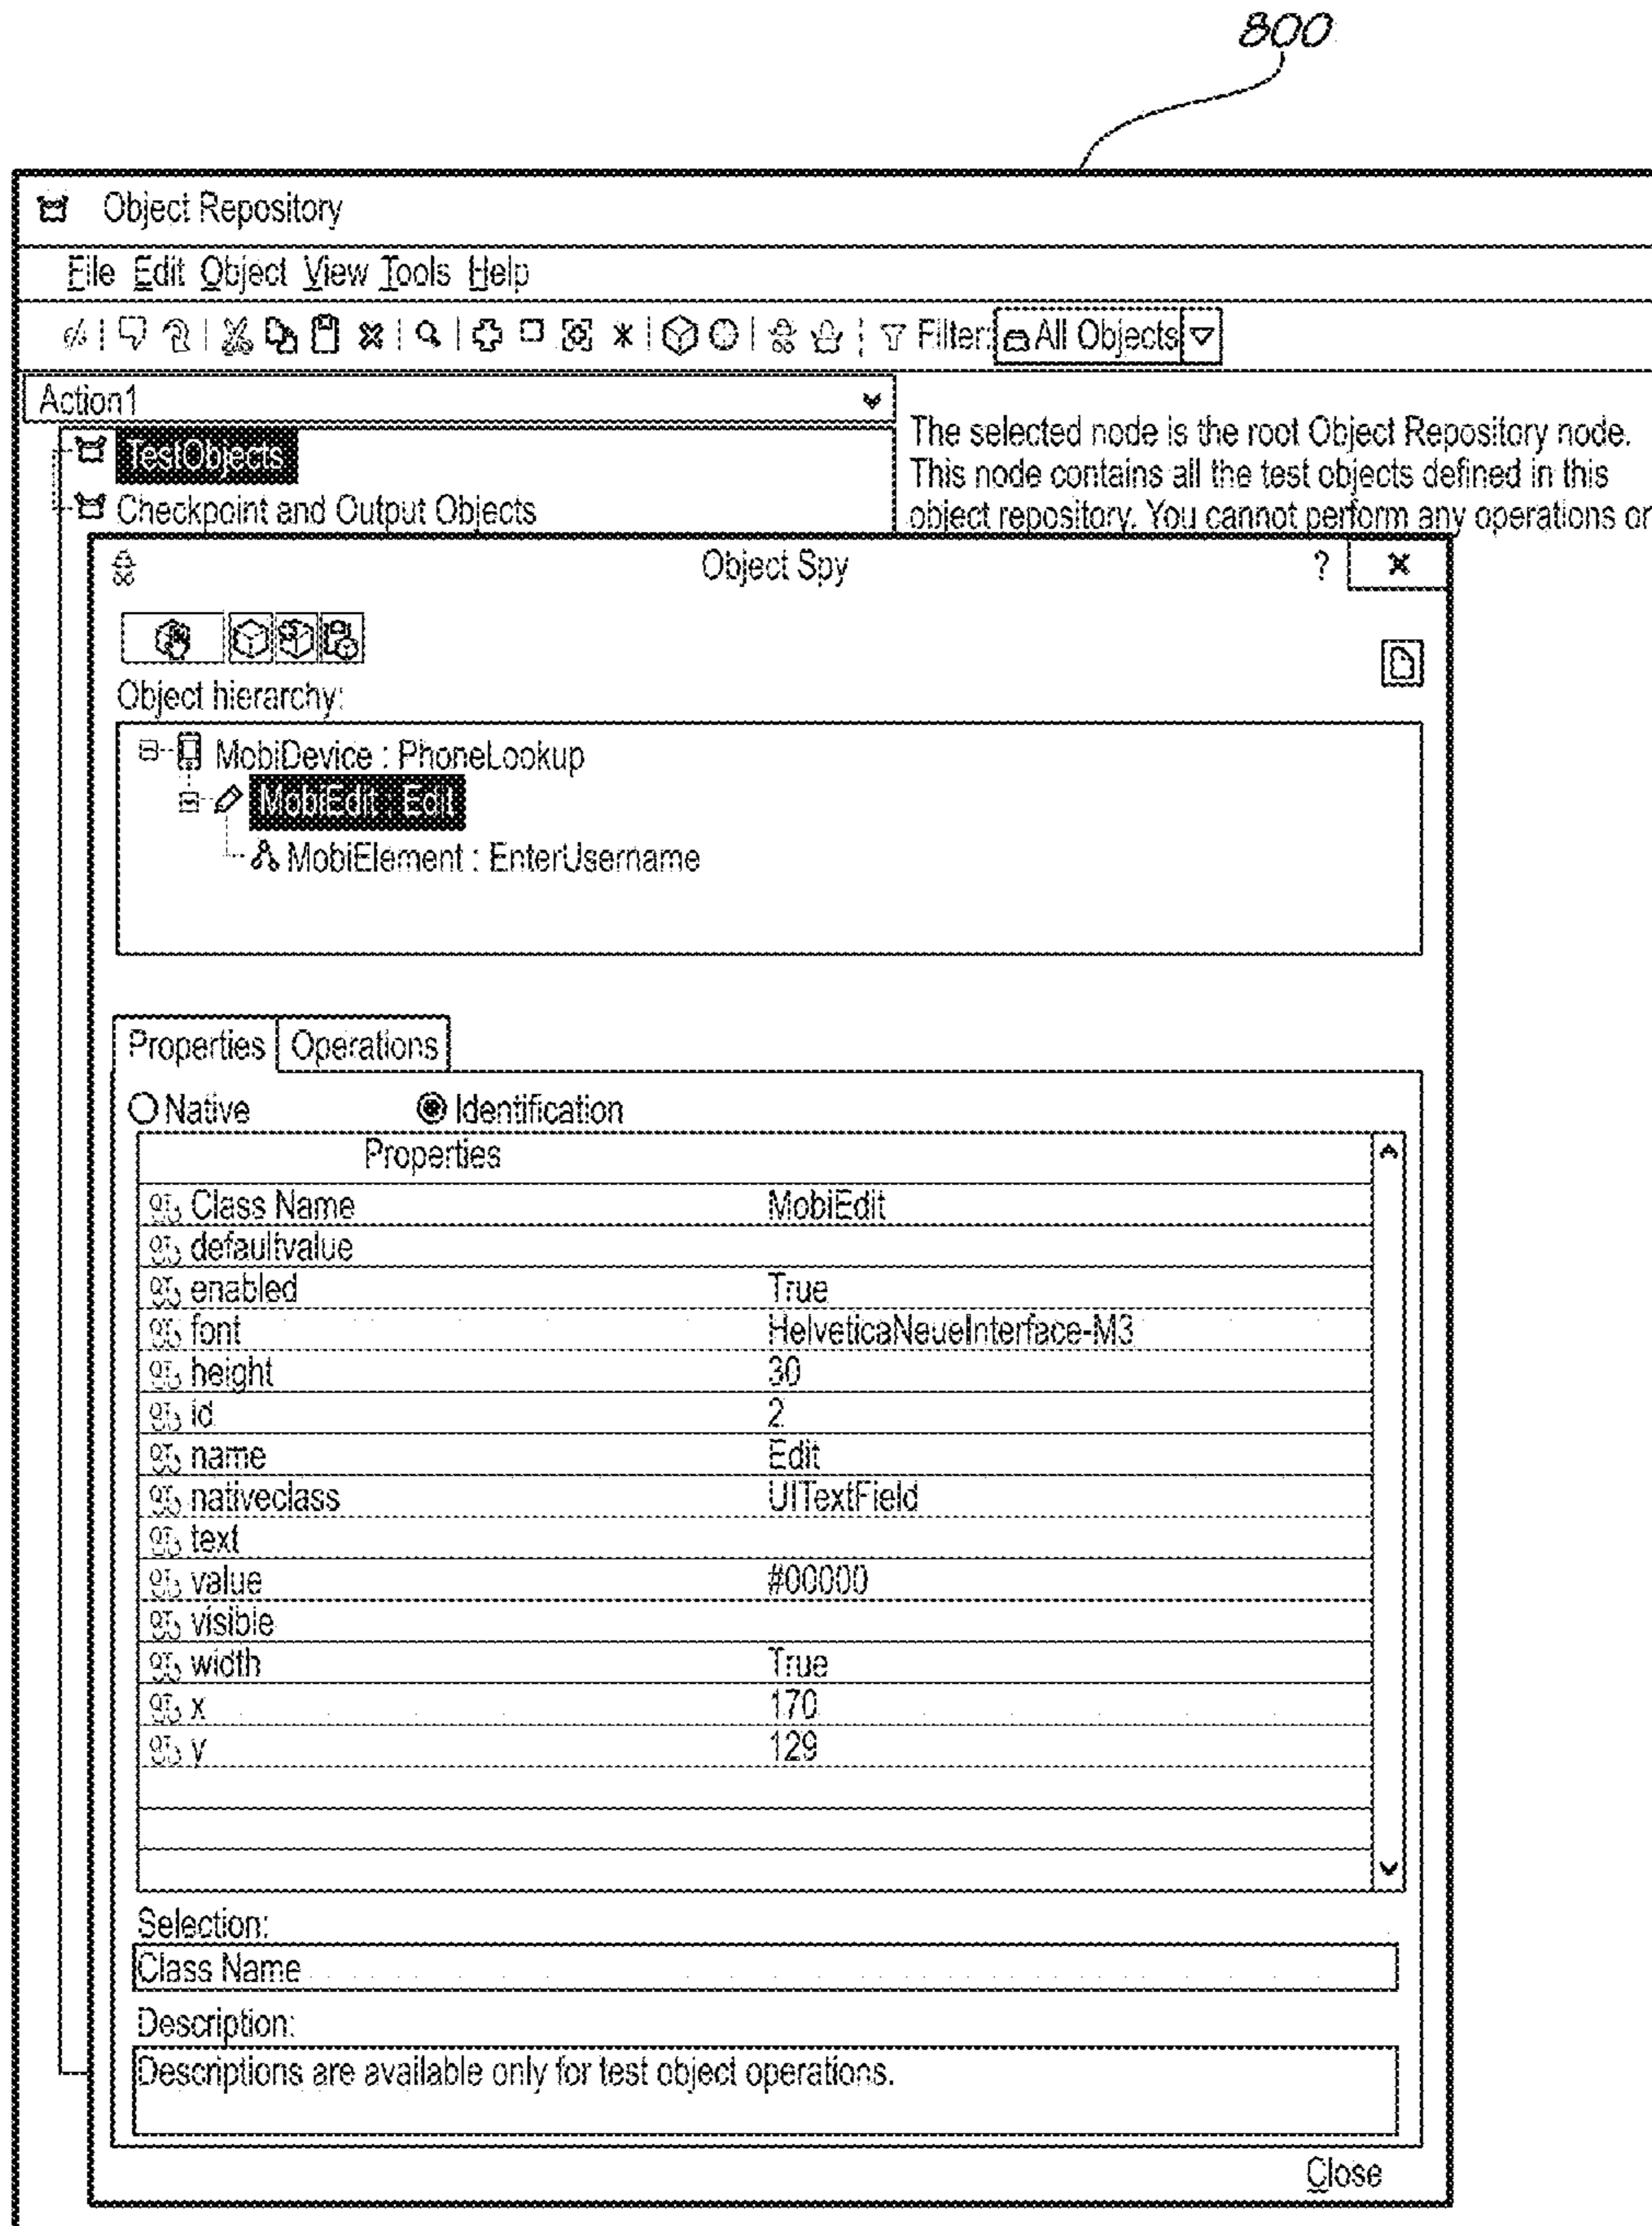 800
Object Repository
File Edit Object View Tools Help
Filter: All Objects
Action1
TestObjects
Checkpoint and Output Objects
The selected node is the root Object Repository node.
This node contains all the test objects defined in this
object repository. You cannot perform any operations or
Object Spy ? ×
Object hierarchy:
MobiDevice : PhoneLookup
MobiEdit : Edit
MobiElement : EnterUsername
Properties Operations
Native Identification
Properties
Class Name MobiEdit
defaultvalue
enabled True
font HelveticaNeueInterface-M3
height 30
id 2
name Edit
nativeclass UITextField
text
value #00000
visible
width True
x 170
y 129
Selection:
Class Name
Description:
Descriptions are available only for test object operations.
Close